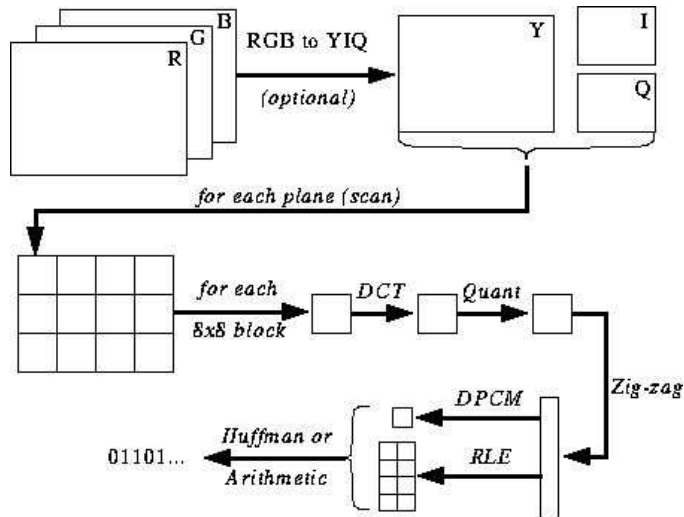 B
G
R
RGB to YIQ
(optional)
Y
I
Q
for each plane (scan)
for each
8x8 block
DCT
Quant
Zig-zag
DPCM
RLE
Huffman or
Arithmetic
01101...